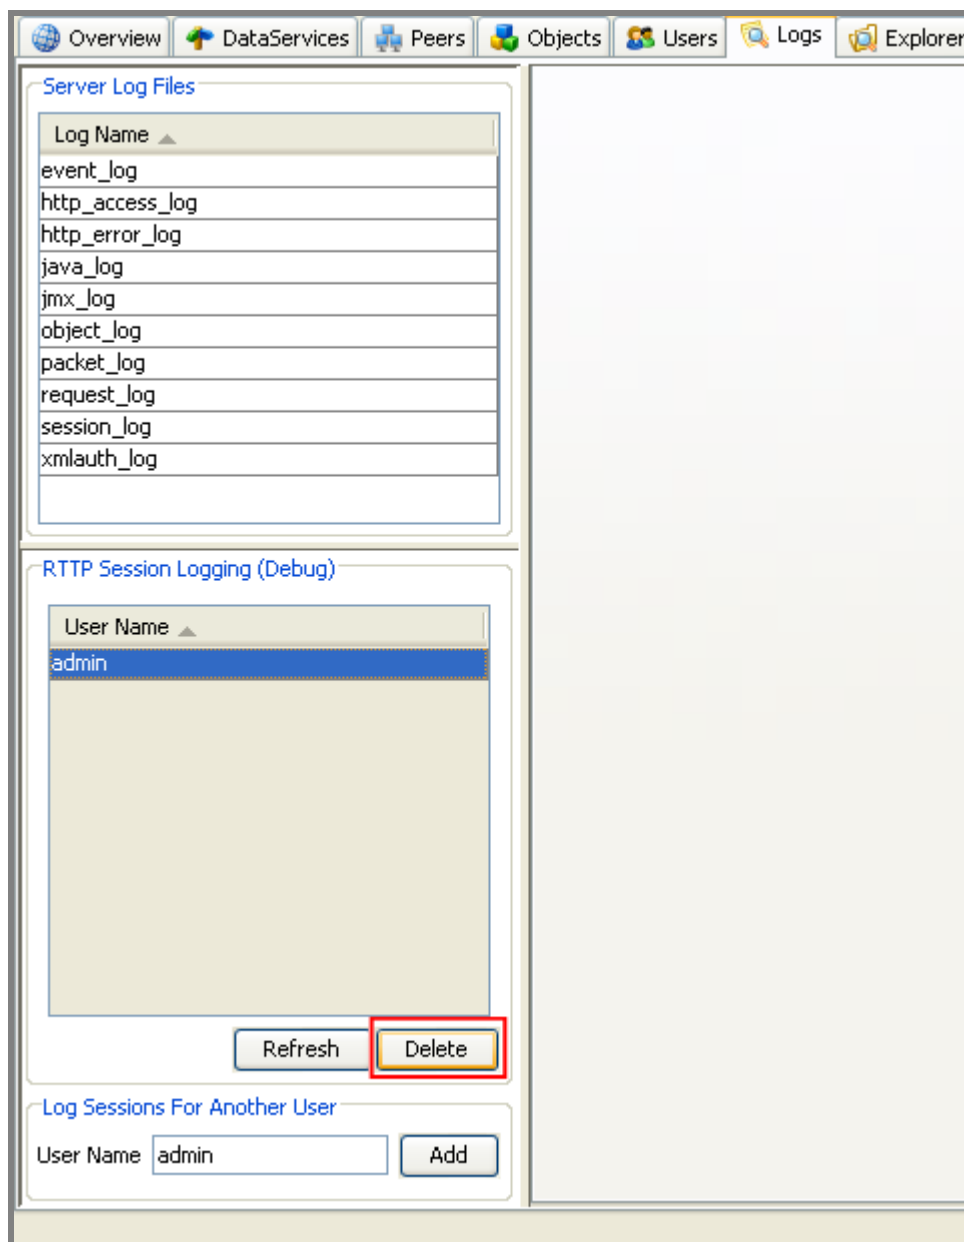 Overview DataServices Peers Objects Users Logs Explorer
Server Log Files
Log Name
event_log
http_access_log
http_error_log
java_log
jmx_log
object_log
packet_log
request_log
session_log
xmlauth_log
RTTP Session Logging (Debug)
User Name
admin
Refresh Delete
Log Sessions For Another User
User Name admin Add